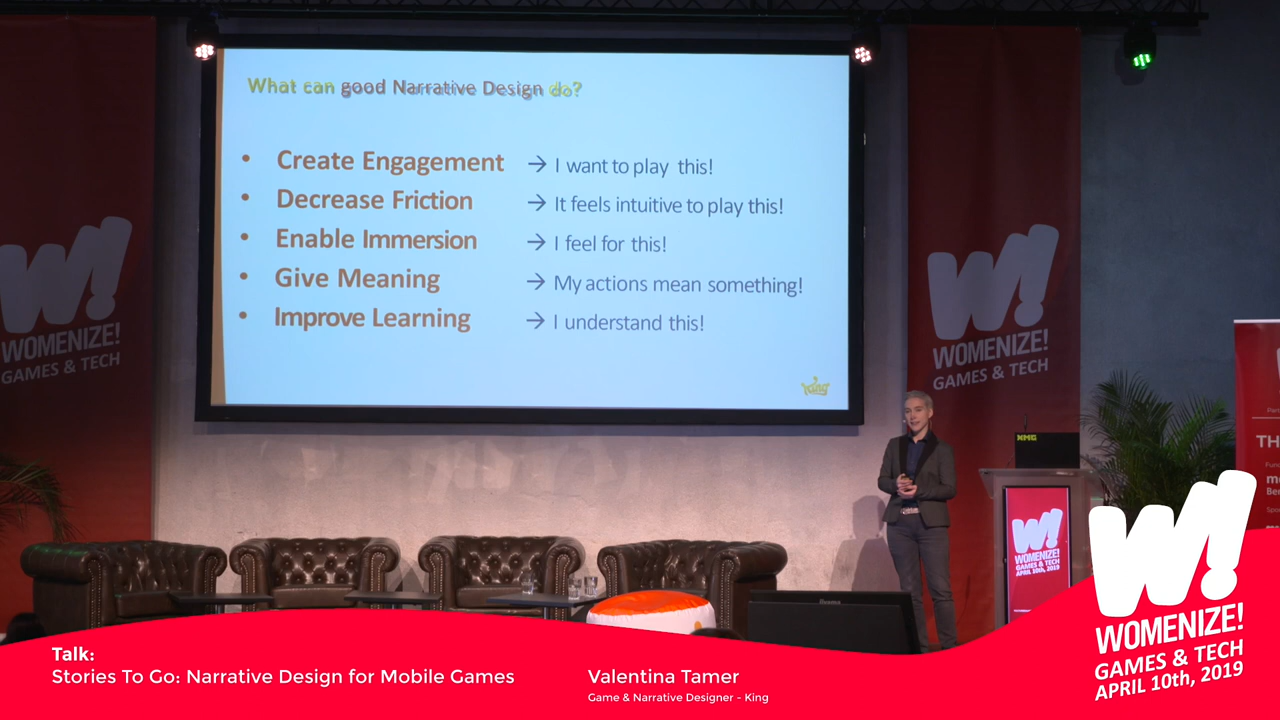 What can good Narrative Design do?
• Create Engagement → I want to play this!
• Decrease Friction → It feels intuitive to play this!
• Enable Immersion → I feel for this!
• Give Meaning → My actions mean something!
• Improve Learning → I understand this!
King
W!
WOMENIZE!
GAMES & TECH
W!
WOMENIZE!
GAMES & TECH
XMG
TH
W!
WOMENIZE!
GAMES & TECH
APRIL 10th, 2019
iiyama
Talk:
Stories To Go: Narrative Design for Mobile Games
Valentina Tamer
Game & Narrative Designer - King
W!
WOMENIZE!
GAMES & TECH
APRIL 10th, 2019